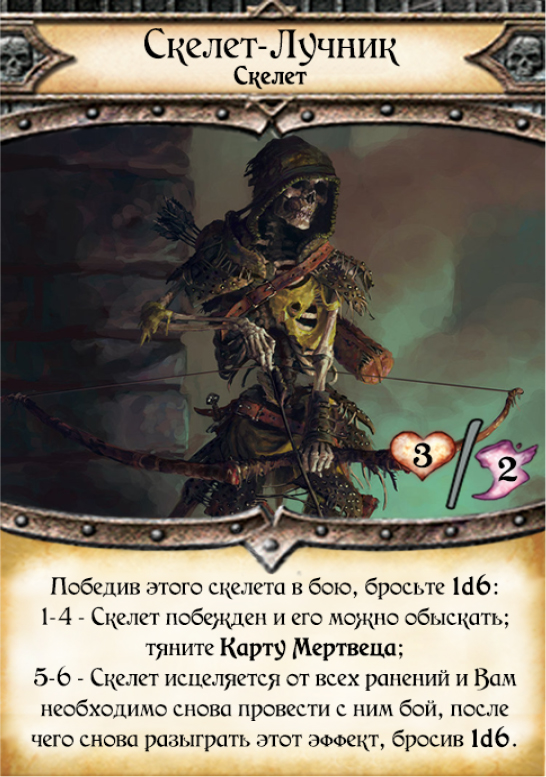 Скелет-Лучник
Скелет
3
2
Победив этого скелета в бою, бросьте 1d6:
1-4 - Скелет побежден и его можно обыскать;
тяните Карту Мертвеца;
5-6 - Скелет исцеляется от всех ранений и Вам
необходимо снова провести с ним бой, после
чего снова разыграть этот эффект, бросив 1d6.